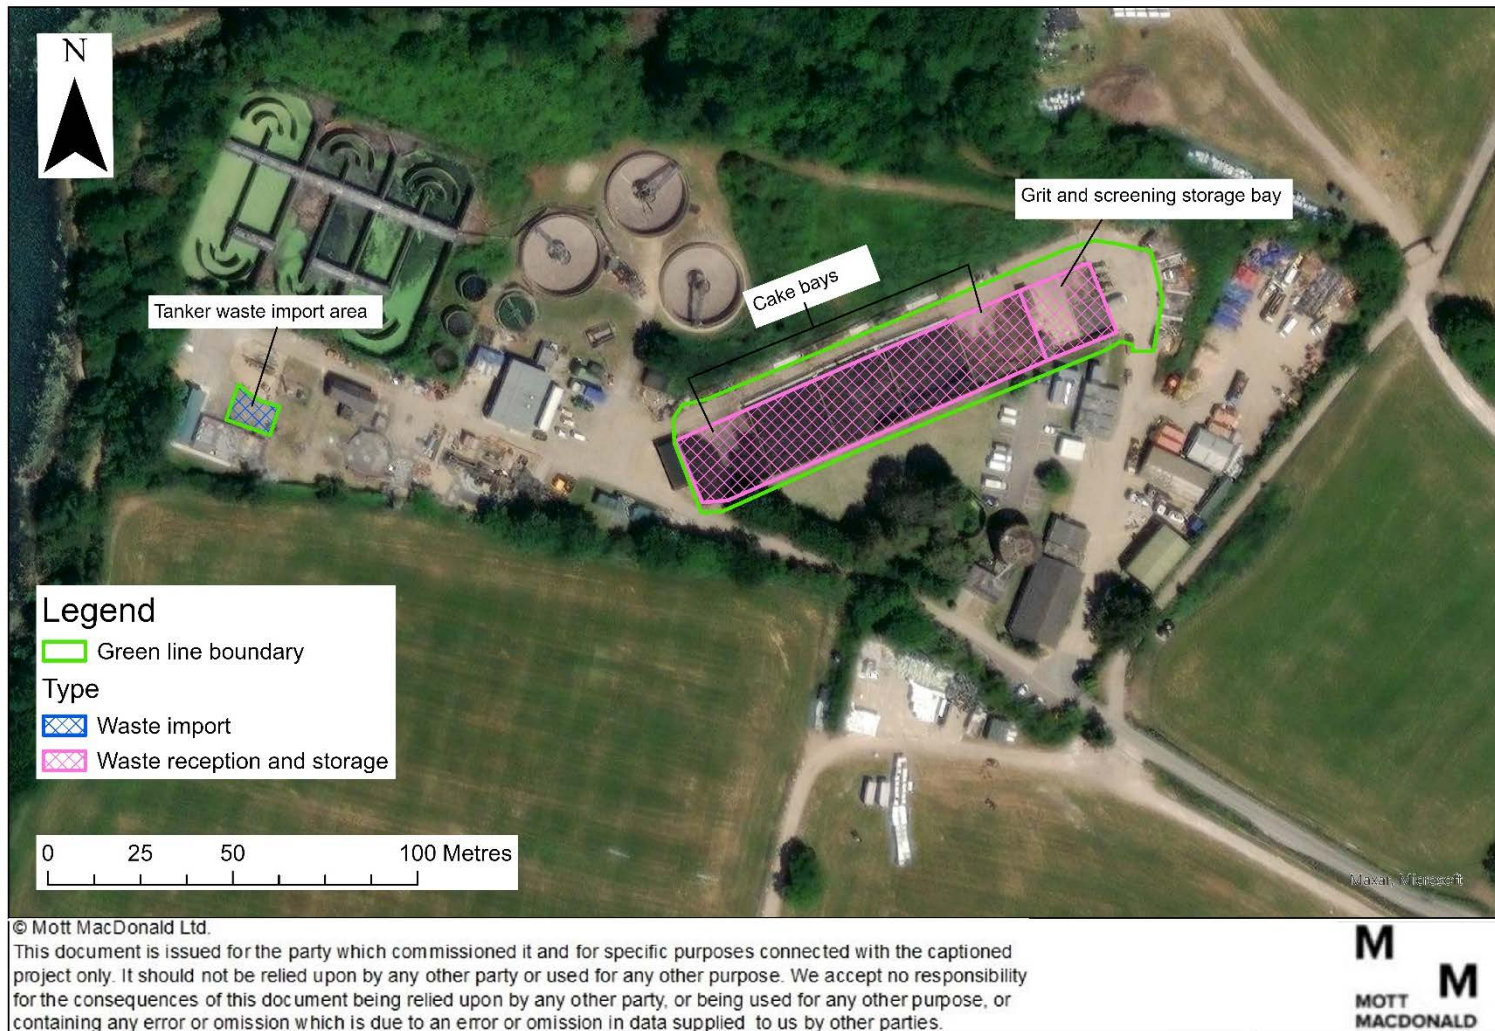 N
Grit and screening storage bay
Cake bays
Tanker waste import area
Legend
Green line boundary
Type
Waste import
Waste reception and storage
0 25 50 100 Metres
Maxar, Microsoft
© Mott MacDonald Ltd.
This document is issued for the party which commissioned it and for specific purposes connected with the captioned
project only. It should not be relied upon by any other party or used for any other purpose. We accept no responsibility
for the consequences of this document being relied upon by any other party, or being used for any other purpose, or
containing any error or omission which is due to an error or omission in data supplied to us by other parties.
M
M
MOTT
MACDONALD